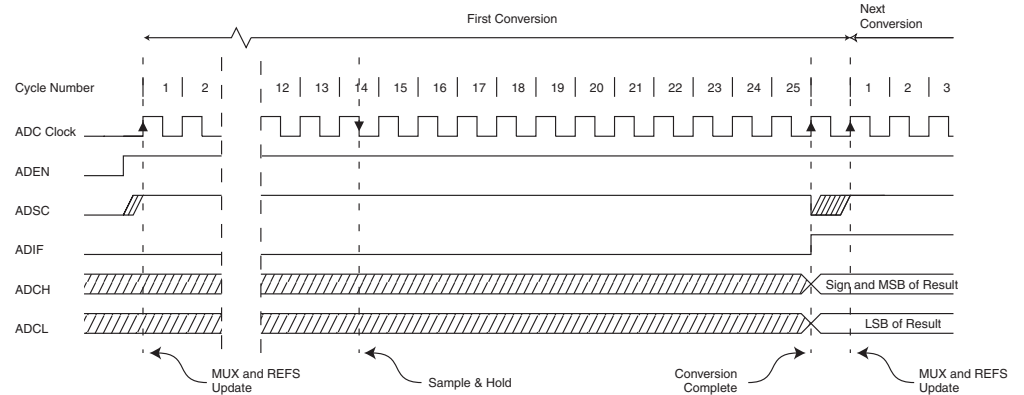 Next
Conversion
First Conversion
Cycle Number 1 2 12 13 14 15 16 17 18 19 20 21 22 23 24 25 1 2 3
ADC Clock
ADEN
ADSC
ADIF
ADCH Sign and MSB of Result
ADCL LSB of Result
MUX and REFS
Update
Sample & Hold
Conversion
Complete
MUX and REFS
Update